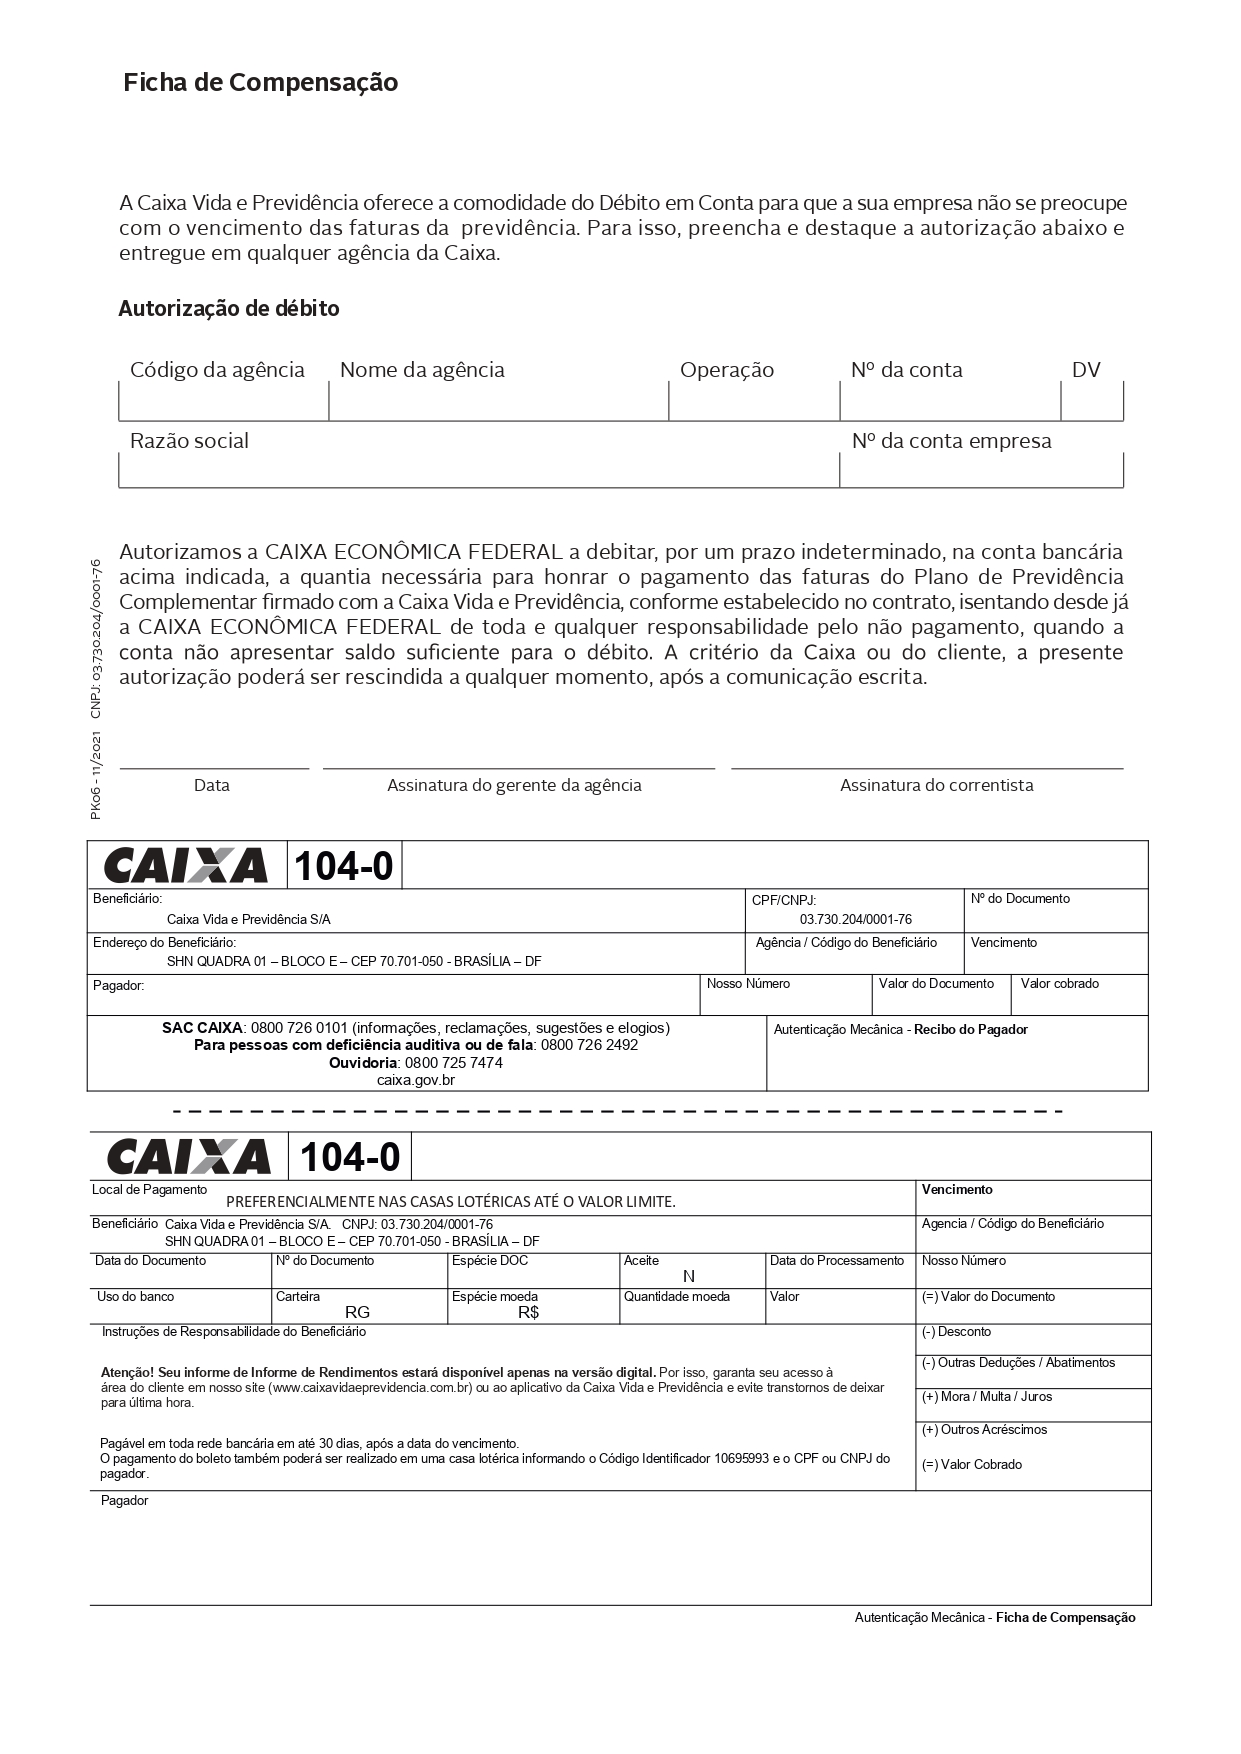 Ficha de Compensação
A Caixa Vida e Previdência oferece a comodidade do Débito em Conta para que a sua empresa não se preocupe
com o vencimento das faturas da previdência. Para isso, preencha e destaque a autorização abaixo e
entregue em qualquer agência da Caixa.
Autorização de débito
Código da agência Nome da agência Operação Nº da conta DV
Razão social Nº da conta empresa
Autorizamos a CAIXA ECONÔMICA FEDERAL a debitar, por um prazo indeterminado, na conta bancária
acima indicada, a quantia necessária para honrar o pagamento das faturas do Plano de Previdência
Complementar firmado com a Caixa Vida e Previdência, conforme estabelecido no contrato, isentando desde já
a CAIXA ECONÔMICA FEDERAL de toda e qualquer responsabilidade pelo não pagamento, quando a
conta não apresentar saldo suficiente para o débito. A critério da Caixa ou do cliente, a presente
autorização poderá ser rescindida a qualquer momento, após a comunicação escrita.
PK06 - 11/2021 CNPJ: 03.730.204/0001-76
Data Assinatura do gerente da agência Assinatura do correntista
CAIXA 104-0
Beneficiário: CPF/CNPJ: Nº do Documento
Caixa Vida e Previdência S/A 03.730.204/0001-76
Endereço do Beneficiário: Agência / Código do Beneficiário Vencimento
SHN QUADRA 01 – BLOCO E – CEP 70.701-050 - BRASÍLIA – DF
Pagador: Nosso Número Valor do Documento Valor cobrado
SAC CAIXA: 0800 726 0101 (informações, reclamações, sugestões e elogios) Autenticação Mecânica - Recibo do Pagador
Para pessoas com deficiência auditiva ou de fala: 0800 726 2492
Ouvidoria: 0800 725 7474
caixa.gov.br
CAIXA 104-0
Local de Pagamento PREFERENCIALMENTE NAS CASAS LOTÉRICAS ATÉ O VALOR LIMITE. Vencimento
Beneficiário Caixa Vida e Previdência S/A. CNPJ: 03.730.204/0001-76 Agencia / Código do Beneficiário
SHN QUADRA 01 – BLOCO E – CEP 70.701-050 - BRASÍLIA – DF
Data do Documento Nº do Documento Espécie DOC Aceite Data do Processamento Nosso Número
N
Uso do banco Carteira Espécie moeda Quantidade moeda Valor (=) Valor do Documento
RG R$
Instruções de Responsabilidade do Beneficiário (-) Desconto
(-) Outras Deduções / Abatimentos
Atenção! Seu informe de Informe de Rendimentos estará disponível apenas na versão digital. Por isso, garanta seu acesso à
área do cliente em nosso site (www.caixavidaeprevidencia.com.br) ou ao aplicativo da Caixa Vida e Previdência e evite transtornos de deixar
para última hora.
(+) Mora / Multa / Juros
(+) Outros Acréscimos
Pagável em toda rede bancária em até 30 dias, após a data do vencimento.
O pagamento do boleto também poderá ser realizado em uma casa lotérica informando o Código Identificador 10695993 e o CPF ou CNPJ do
pagador.
(=) Valor Cobrado
Pagador
Autenticação Mecânica - Ficha de Compensação